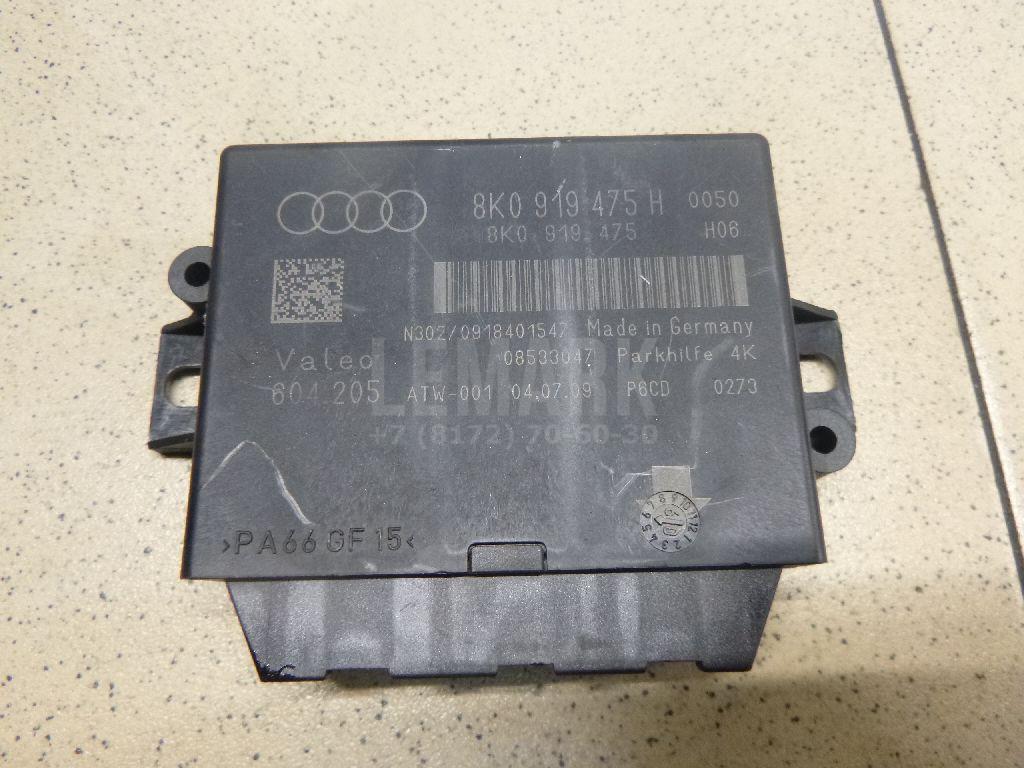 8K0 919 475 H 0050
8K0 919 475 H06
N302/0918401547 Made in Germany
Valeo 08533047 Parkhilfe 4K
604.205 ATW-001 04.07.09 P6CD 0273
LEMARK
+7 (8172) 70-60-30
>PA66 GF15<